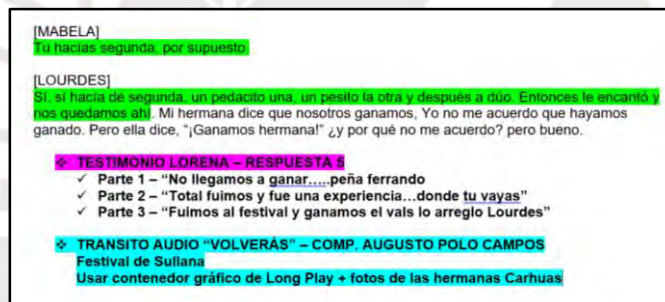 [MABELA]
Tu hacías segunda, por supuesto
[LOURDES]
Sí, sí hacía de segunda, un pedacito una, un pesito la otra y después a dúo. Entonces le encantó y
nos quedamos ahí. Mi hermana dice que nosotros ganamos, Yo no me acuerdo que hayamos
ganado. Pero ella dice, “¡Ganamos hermana!” ¿y por qué no me acuerdo? pero bueno.
❖ TESTIMONIO LORENA – RESPUESTA 5
✓ Parte 1 – “No llegamos a ganar…..peña ferrando
✓ Parte 2 – “Total fuimos y fue una experiencia…donde tu vayas”
✓ Parte 3 – “Fuimos al festival y ganamos el vals lo arreglo Lourdes”
❖ TRANSITO AUDIO “VOLVERÁS” – COMP. AUGUSTO POLO CAMPOS
Festival de Sullana
Usar contenedor gráfico de Long Play + fotos de las hermanas Carhuas